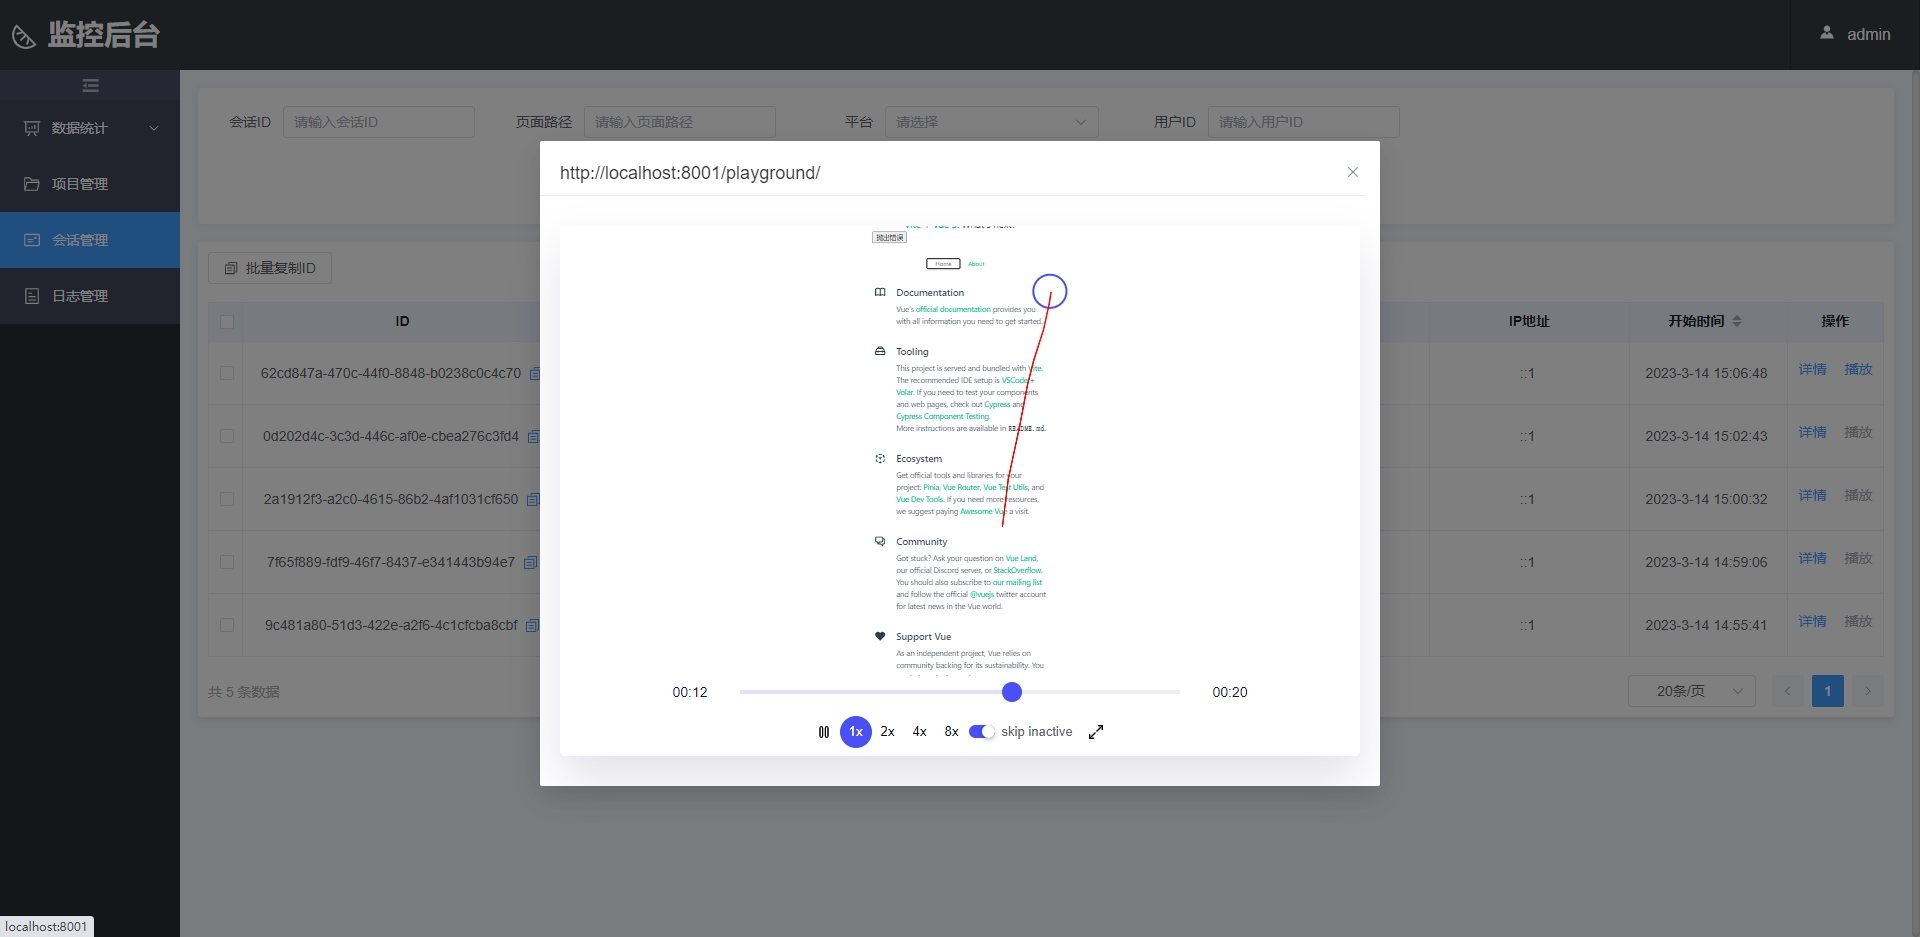 监控后台
admin
数据统计
项目管理
会话管理
日志管理
会话ID 请输入会话ID 页面路径 请输入页面路径 平台 请选择 用户ID 请输入用户ID
批量复制ID
ID IP地址 开始时间 操作
62cd847a-470c-44f0-8848-b0238c0c4c70 ::1 2023-3-14 15:06:48 详情 播放
0d202d4c-3c3d-446c-af0e-cbea276c3fd4 ::1 2023-3-14 15:02:43 详情 播放
2a1912f3-a2c0-4615-86b2-4af1031cf650 ::1 2023-3-14 15:00:32 详情 播放
7f65f889-fdf9-46f7-8437-e341443b94e7 ::1 2023-3-14 14:59:06 详情 播放
9c481a80-51d3-422e-a2f6-4c1cfcba8cbf ::1 2023-3-14 14:55:41 详情 播放
共 5 条数据 20条/页 1
http://localhost:8001/playground/
抛出错误
Home About
Documentation
Vue's official documentation provides you
with all information you need to get started.
Tooling
This project is served and bundled with Vite.
The recommended IDE setup is VSCode +
Volar. If you need to test your components
and web pages, check out Cypress and
Cypress Component Testing.
More instructions are available in README.md.
Ecosystem
Get official tools and libraries for your
project: Pinia, Vue Router, Vue Test Utils, and
Vue Dev Tools. If you need more resources,
we suggest paying Awesome Vue a visit.
Community
Got stuck? Ask your question on Vue Land,
our official Discord server, or StackOverflow.
You should also subscribe to our mailing list
and follow the official @vuejs twitter account
for latest news in the Vue world.
Support Vue
As an independent project, Vue relies on
community backing for its sustainability. You
00:12 00:20
1x 2x 4x 8x skip inactive
localhost:8001